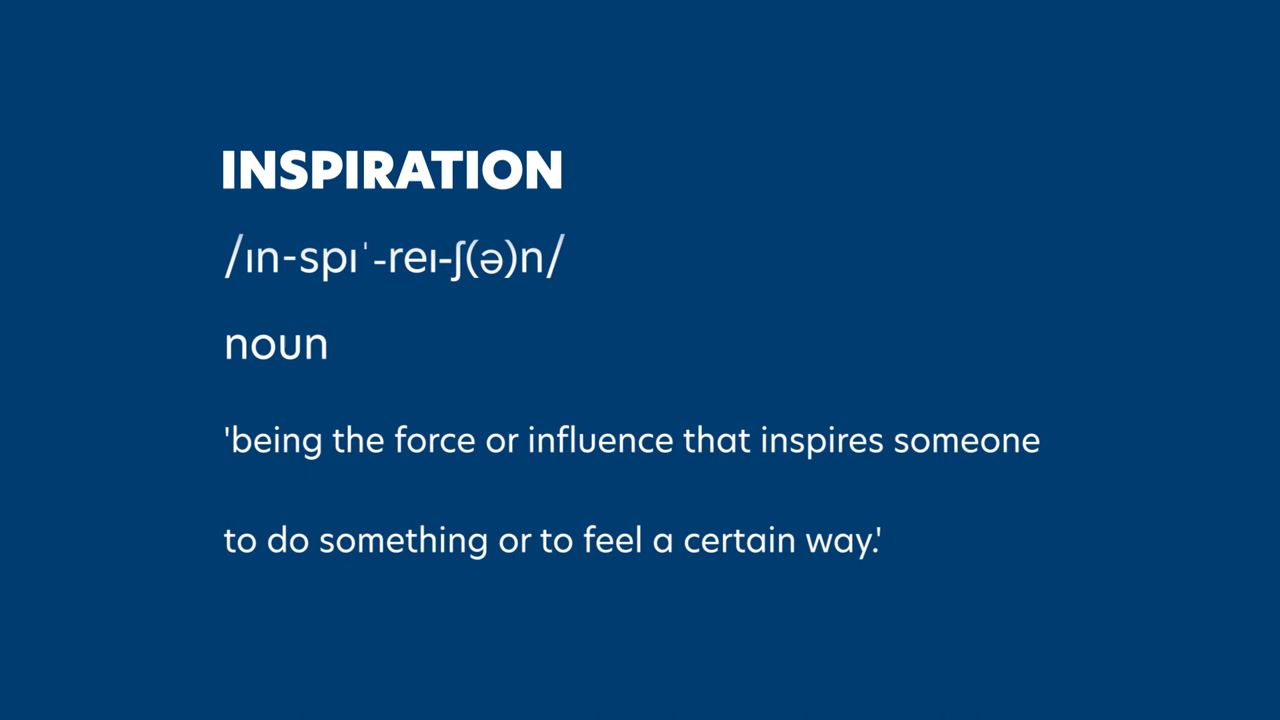 INSPIRATION
/ɪn-spɪˈ-reɪ-ʃ(ə)n/
noun
'being the force or influence that inspires someone
to do something or to feel a certain way.'